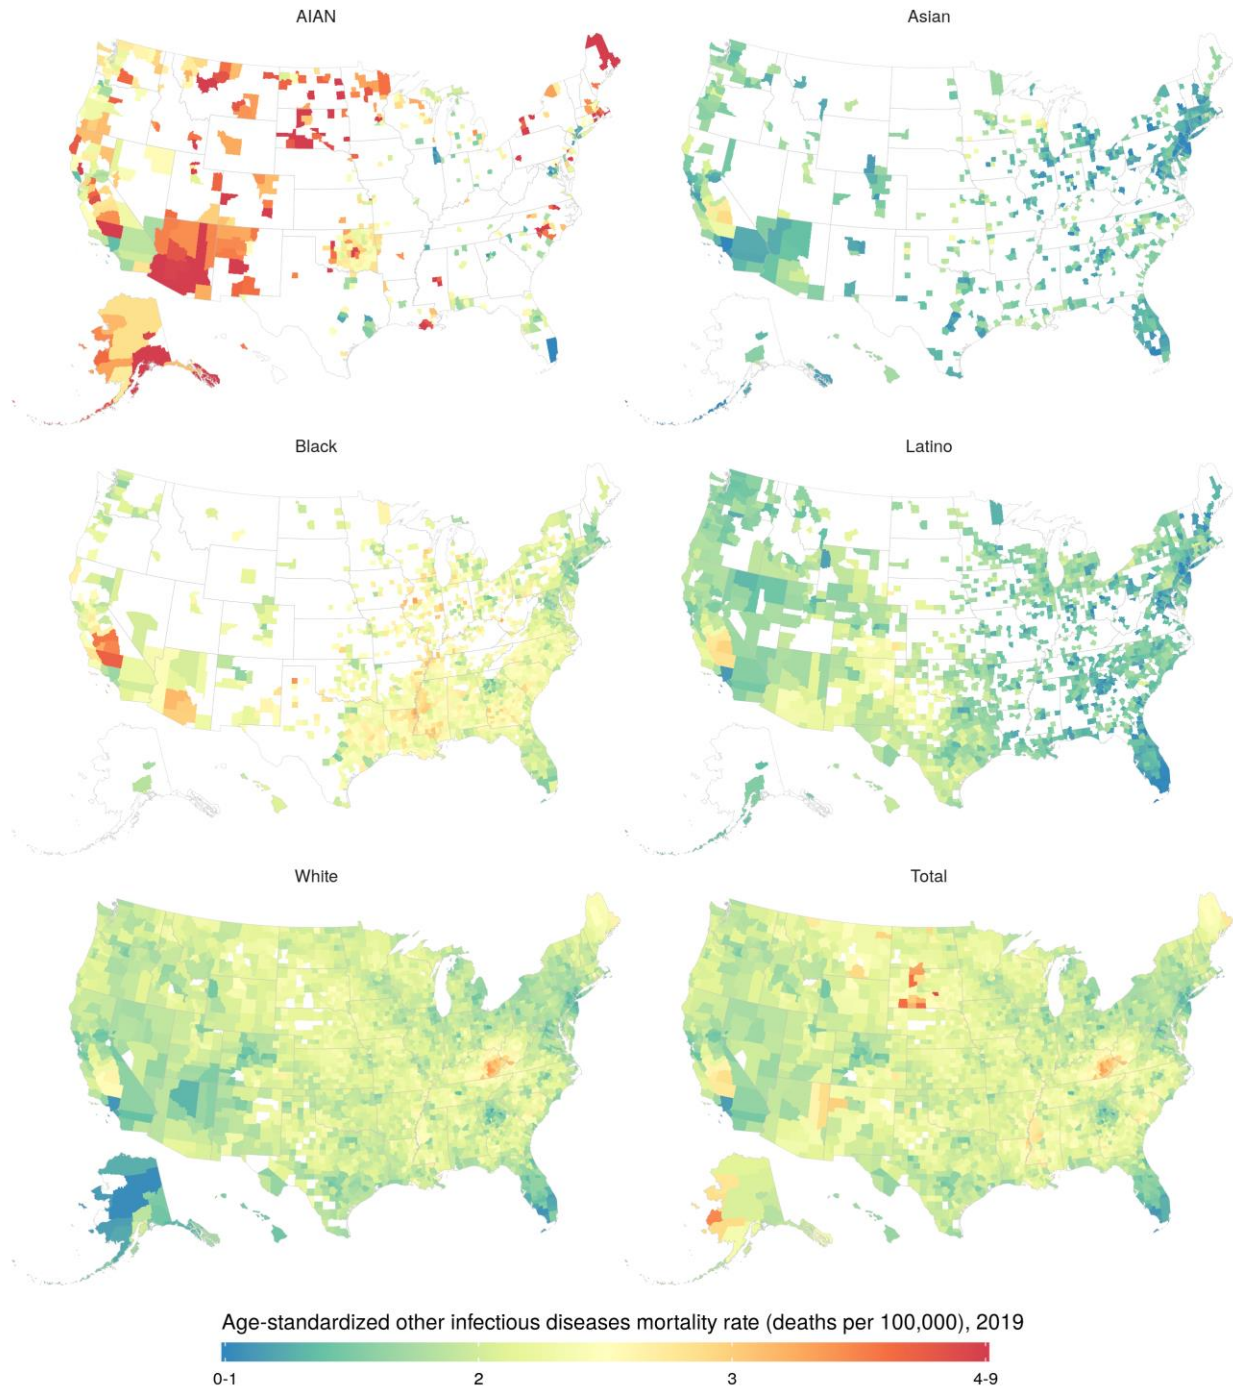 AIAN
Asian
Black
Latino
White
Total
Age-standardized other infectious diseases mortality rate (deaths per 100,000), 2019
0-1
2
3
4-9